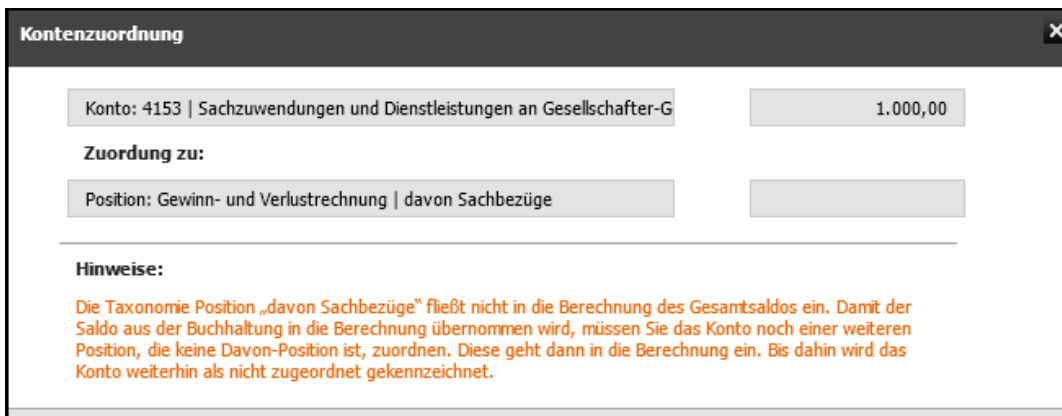 Kontenzuordnung
Konto: 4153 | Sachzuwendungen und Dienstleistungen an Gesellschafter-G
1.000,00
Zuordung zu:
Position: Gewinn- und Verlustrechnung | davon Sachbezüge
Hinweise:
Die Taxonomie Position „davon Sachbezüge“ fließt nicht in die Berechnung des Gesamtsaldos ein. Damit der
Saldo aus der Buchhaltung in die Berechnung übernommen wird, müssen Sie das Konto noch einer weiteren
Position, die keine Davon-Position ist, zuordnen. Diese geht dann in die Berechnung ein. Bis dahin wird das
Konto weiterhin als nicht zugeordnet gekennzeichnet.